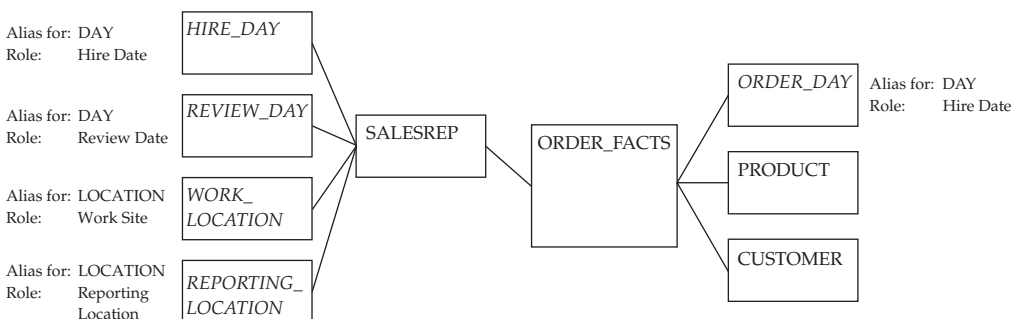 Alias for: DAY
Role: Hire Date
HIRE_DAY
Alias for: DAY
Role: Review Date
REVIEW_DAY
Alias for: LOCATION
Role: Work Site
WORK_
LOCATION
Alias for: LOCATION
Role: Reporting
Location
REPORTING_
LOCATION
SALESREP
ORDER_FACTS
ORDER_DAY
Alias for: DAY
Role: Hire Date
PRODUCT
CUSTOMER